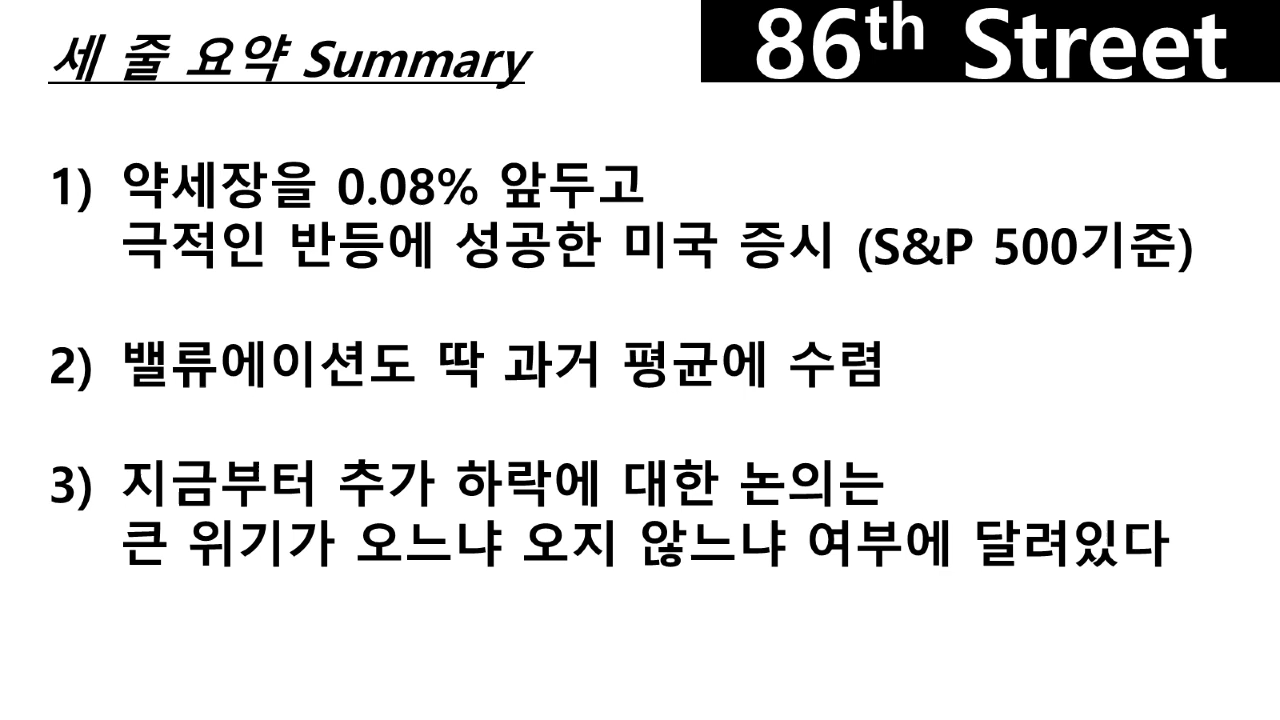 세 줄 요약 Summary
86th Street
1) 약세장을 0.08% 앞두고
극적인 반등에 성공한 미국 증시 (S&P 500기준)
2) 밸류에이션도 딱 과거 평균에 수렴
3) 지금부터 추가 하락에 대한 논의는
큰 위기가 오느냐 오지 않느냐 여부에 달려있다